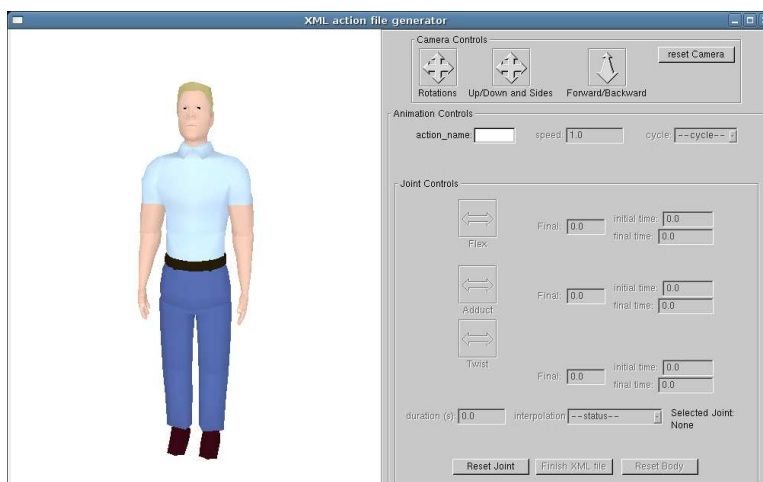 XML action file generator
Camera Controls
reset Camera
Rotations Up/Down and Sides Forward/Backward
Animation Controls
action_name: speed: 1.0 cycle: --cycle--
Joint Controls
Flex Final: 0.0 initial time: 0.0
final time: 0.0
Adduct Final: 0.0 initial time: 0.0
final time: 0.0
Twist Final: 0.0 initial time: 0.0
final time: 0.0
duration (s): 0.0 interpolation --status-- Selected Joint:
None
Reset Joint Finish XML file Reset Body